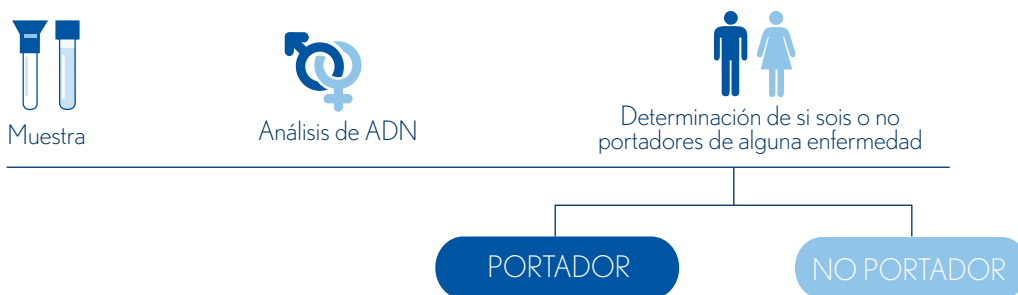 Muestra
Análisis de ADN
Determinación de si sois o no
portadores de alguna enfermedad
PORTADOR
NO PORTADOR